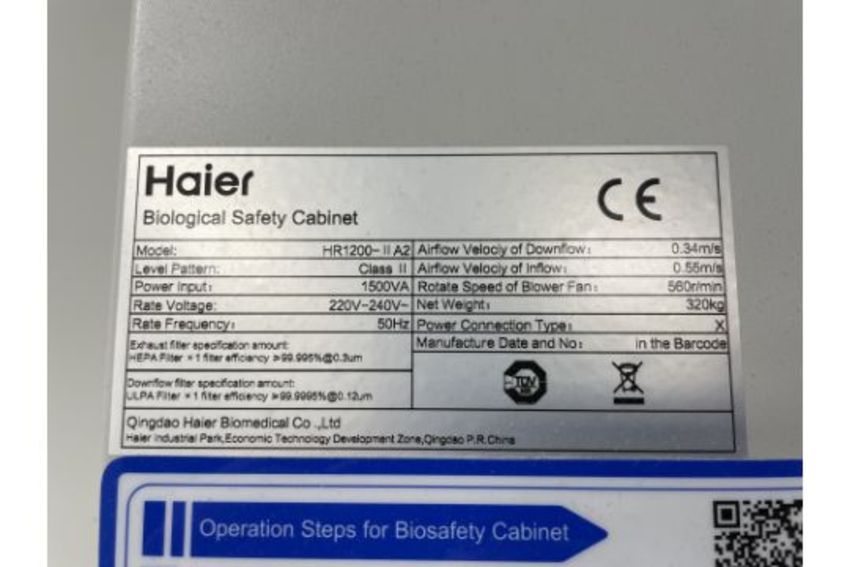 Haier
Biological Safety Cabinet
CE
Model: HR1200-II A2
Level Pattern: Class II
Power Input: 1500VA
Rate Voltage: 220V-240V~
Rate Frequency: 50Hz
Exhaust filter specification amount:
HEPA Filter × 1 filter efficiency ≥99.995%@0.3um
Downflow filter specification amount:
ULPA Filter × 1 filter efficiency ≥99.9995%@0.12um
Airflow Velociy of Downflow: 0.34m/s
Airflow Velociy of Inflow: 0.55m/s
Rotate Speed of Blower Fan: 560r/min
Net Weight: 320kg
Power Connection Type: X
Manufacture Date and No: in the Barcode
TÜV
Qingdao Haier Biomedical Co .,Ltd
Haier Industrial Park,Economic Technology Development Zone,Qingdao P.R.China
Operation Steps for Biosafety Cabinet